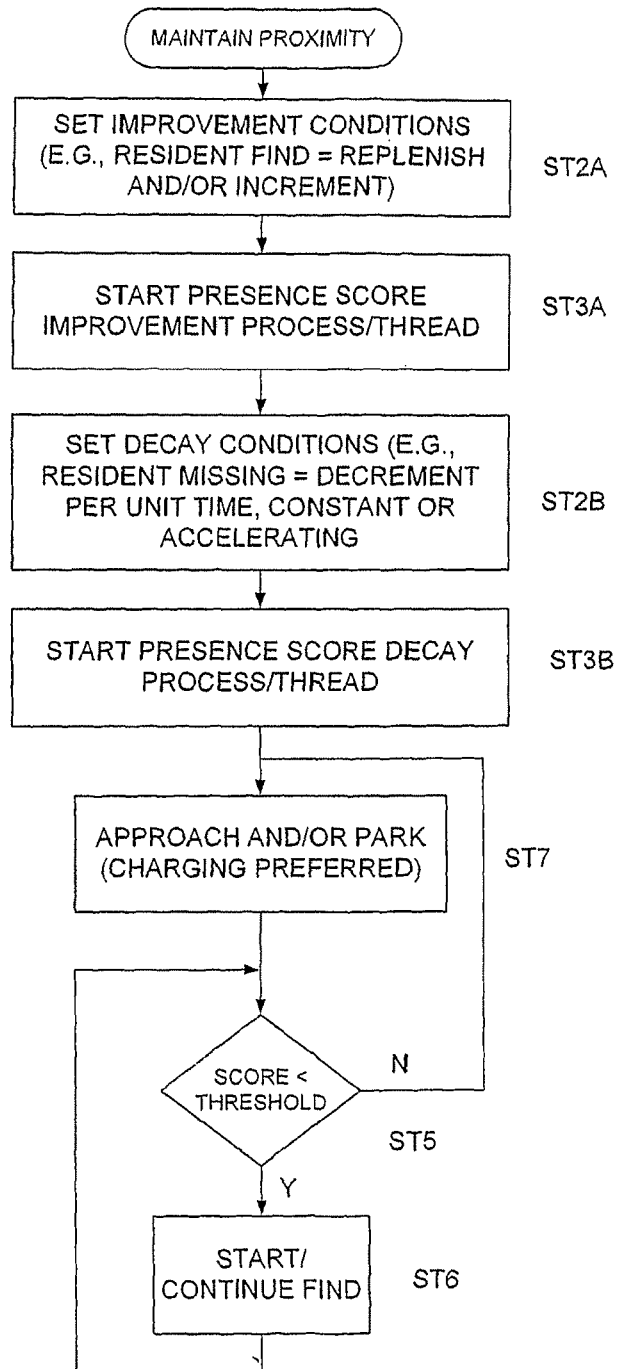 MAINTAIN PROXIMITY
SET IMPROVEMENT CONDITIONS
(E.G., RESIDENT FIND = REPLENISH
AND/OR INCREMENT)
ST2A
START PRESENCE SCORE
IMPROVEMENT PROCESS/THREAD
ST3A
SET DECAY CONDITIONS (E.G.,
RESIDENT MISSING = DECREMENT
PER UNIT TIME, CONSTANT OR
ACCELERATING
ST2B
START PRESENCE SCORE DECAY
PROCESS/THREAD
ST3B
APPROACH AND/OR PARK
(CHARGING PREFERRED)
ST7
SCORE <
THRESHOLD
N
ST5
Y
START/
CONTINUE FIND
ST6